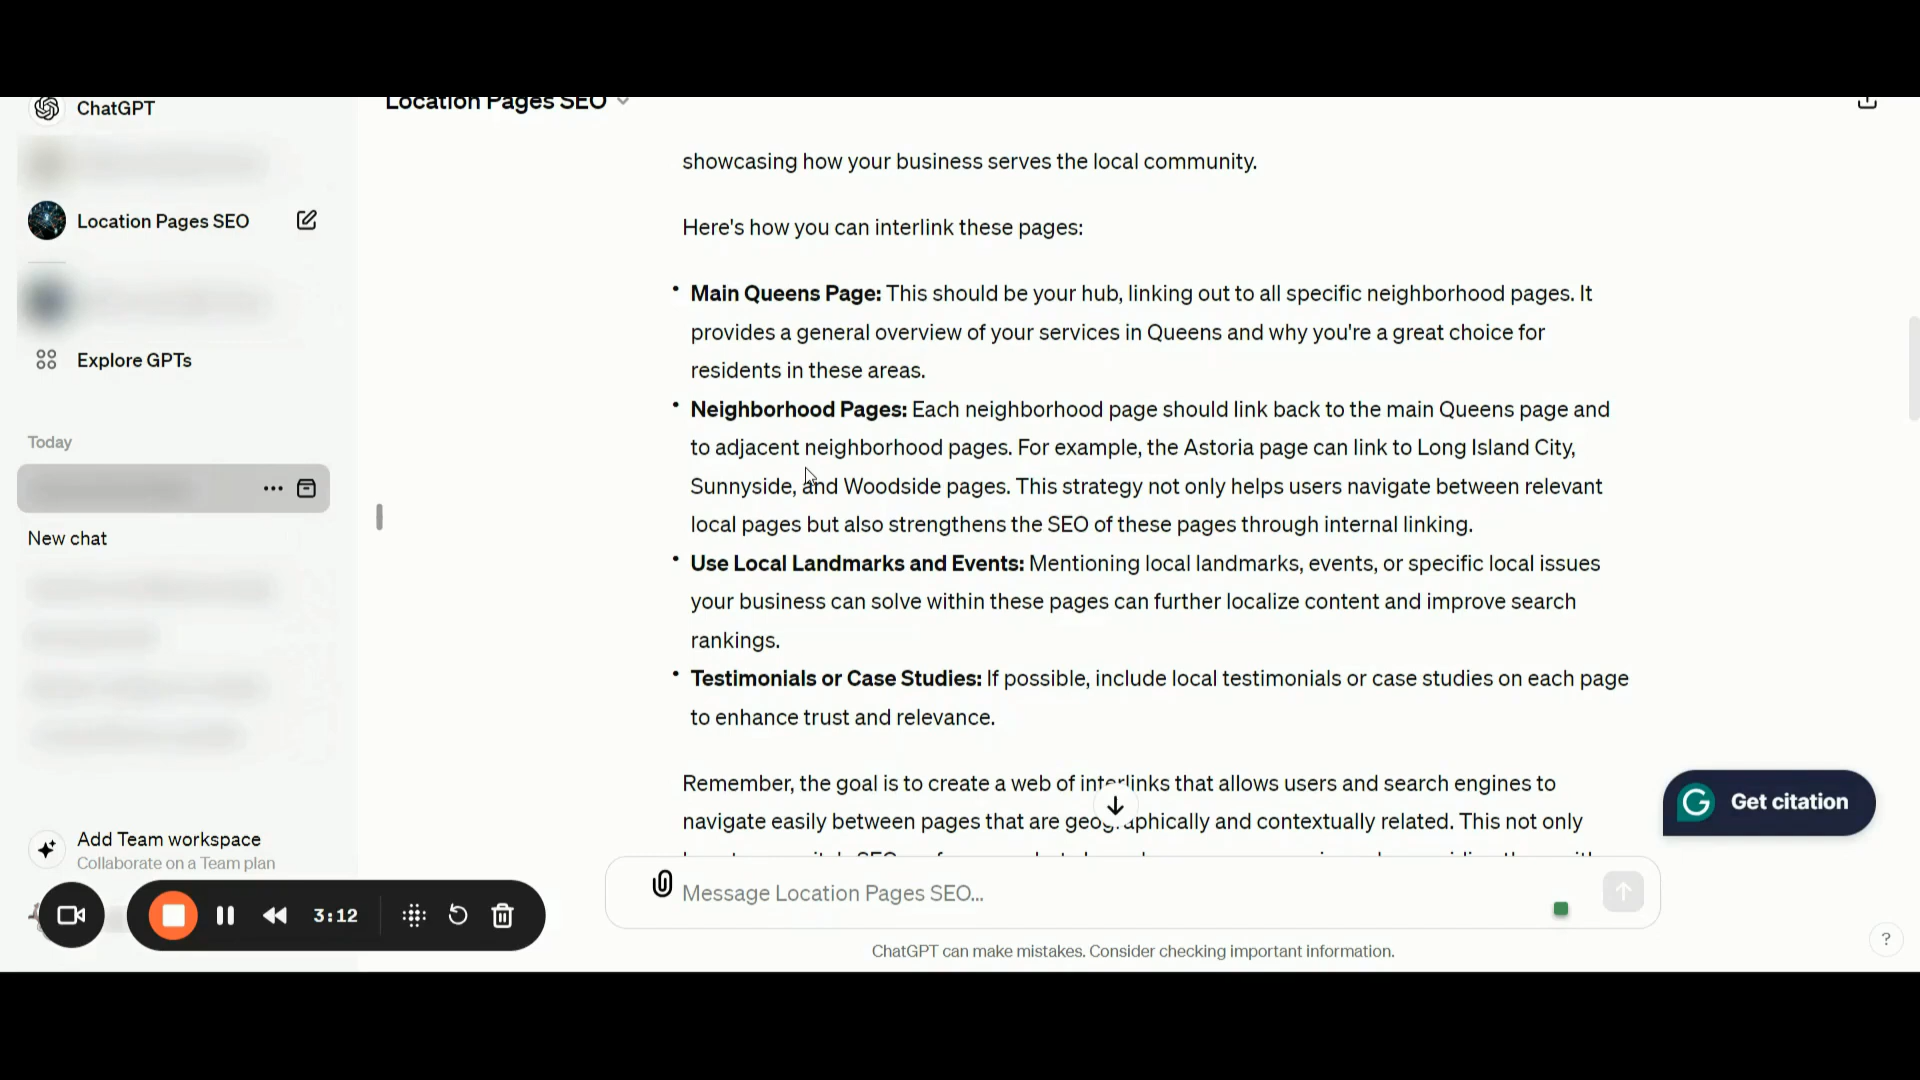 ChatGPT
Location Pages SEO
Location Pages SEO
Explore GPTs
Today
New chat
Add Team workspace
Collaborate on a Team plan
3:12
showcasing how your business serves the local community.
Here's how you can interlink these pages:
• Main Queens Page: This should be your hub, linking out to all specific neighborhood pages. It
provides a general overview of your services in Queens and why you're a great choice for
residents in these areas.
• Neighborhood Pages: Each neighborhood page should link back to the main Queens page and
to adjacent neighborhood pages. For example, the Astoria page can link to Long Island City,
Sunnyside, and Woodside pages. This strategy not only helps users navigate between relevant
local pages but also strengthens the SEO of these pages through internal linking.
• Use Local Landmarks and Events: Mentioning local landmarks, events, or specific local issues
your business can solve within these pages can further localize content and improve search
rankings.
• Testimonials or Case Studies: If possible, include local testimonials or case studies on each page
to enhance trust and relevance.
Remember, the goal is to create a web of interlinks that allows users and search engines to
navigate easily between pages that are geographically and contextually related. This not only
Get citation
Message Location Pages SEO...
ChatGPT can make mistakes. Consider checking important information.
?